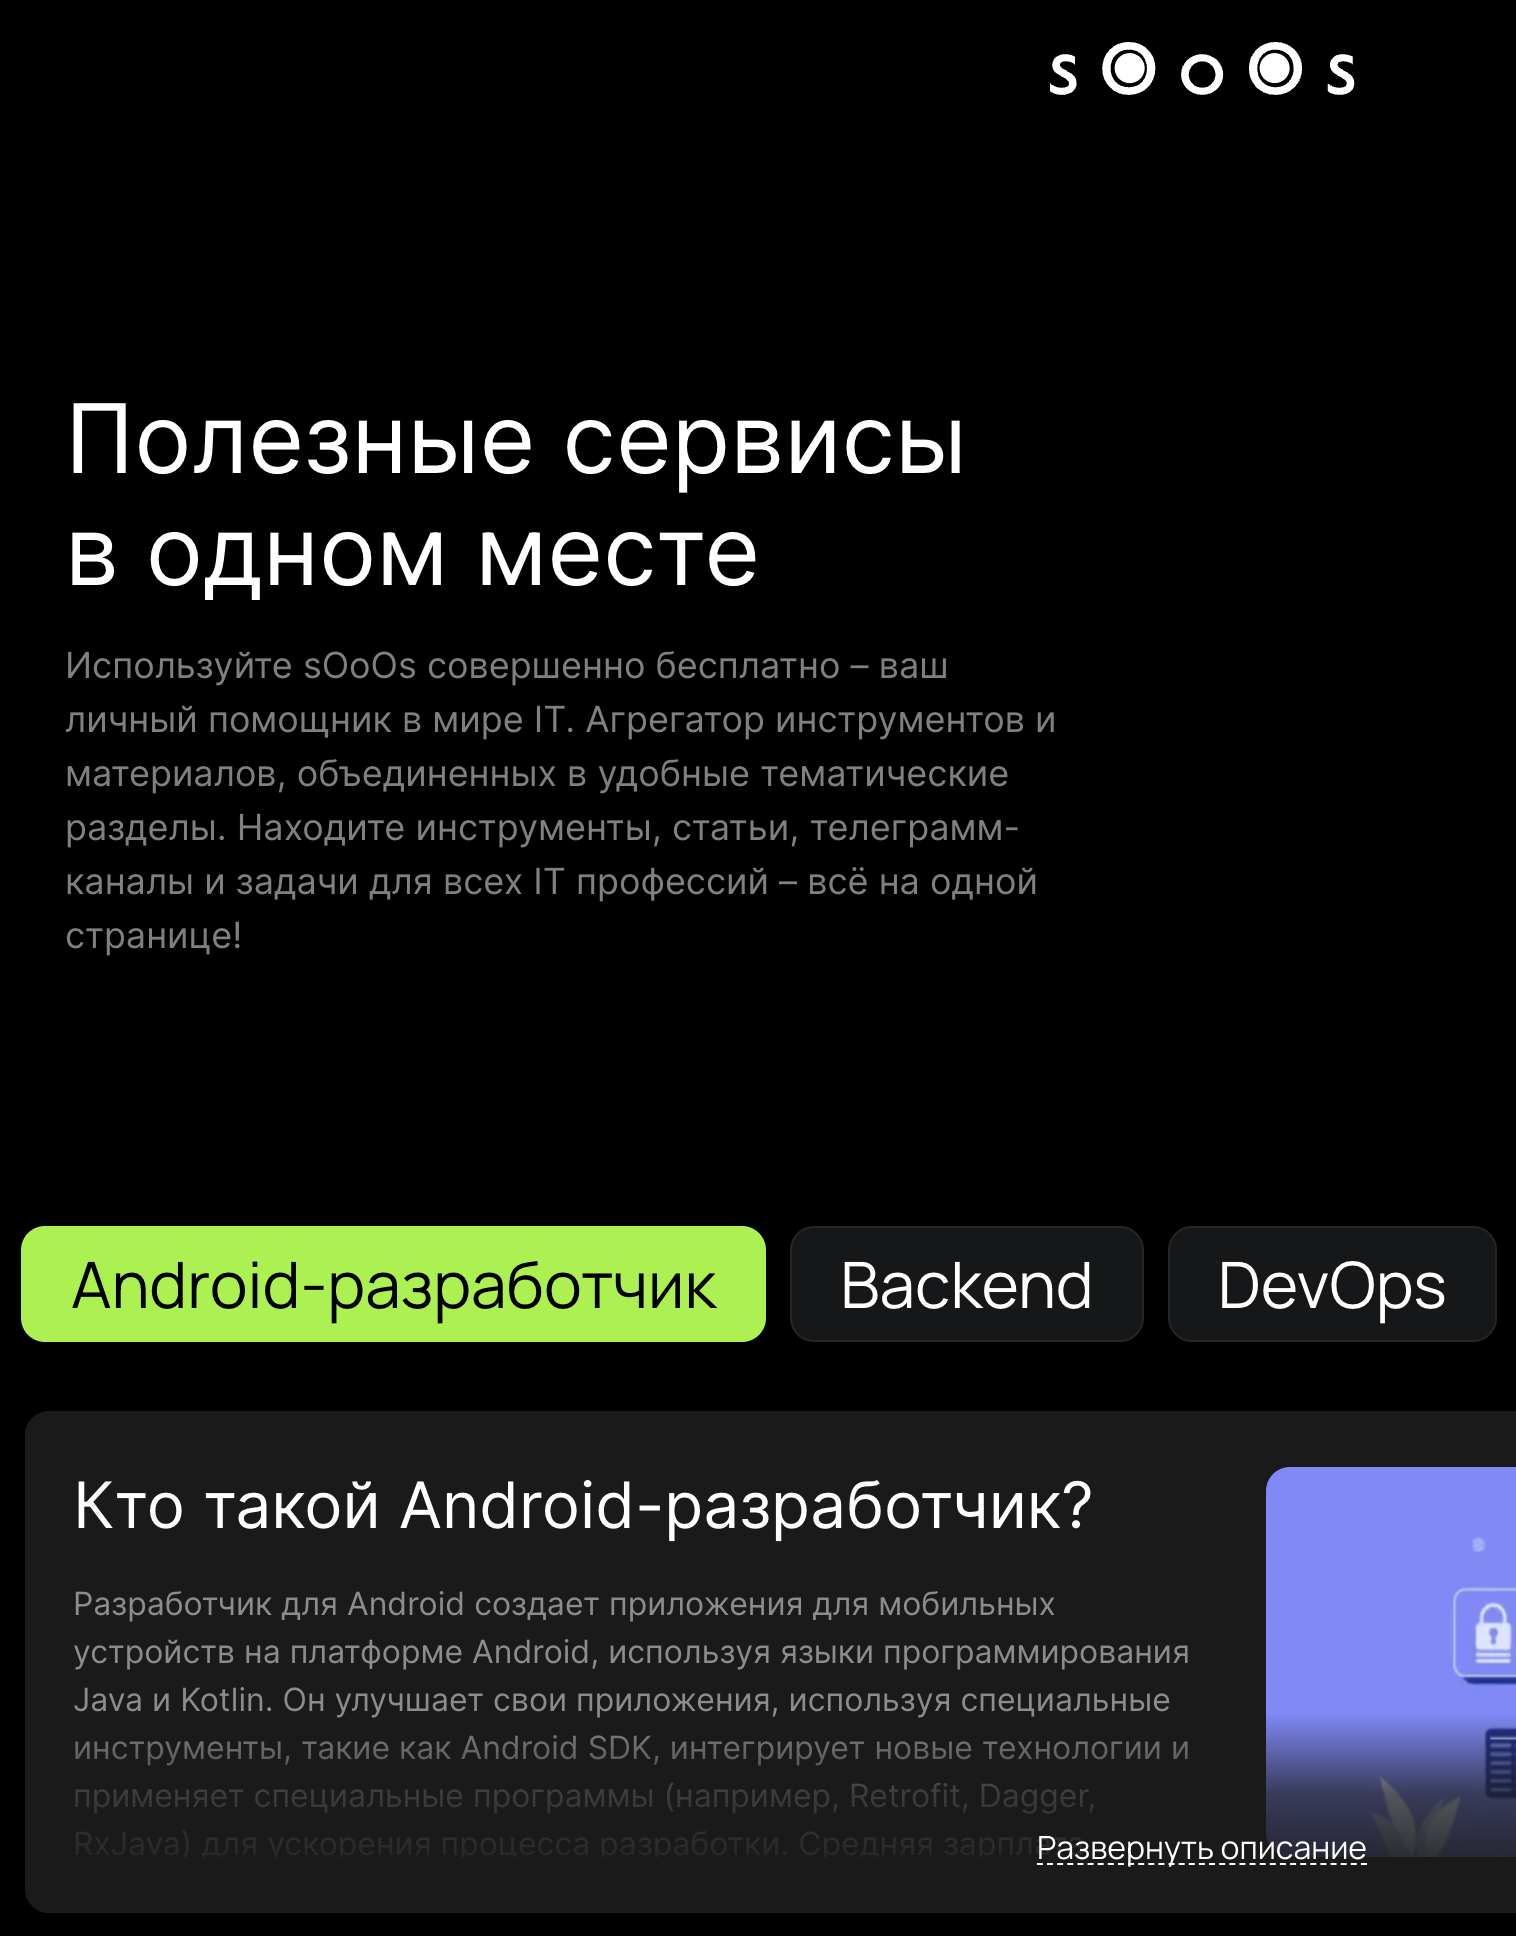 sOoOs
Полезные сервисы
в одном месте
Используйте sOoOs совершенно бесплатно – ваш
личный помощник в мире IT. Агрегатор инструментов и
материалов, объединенных в удобные тематические
разделы. Находите инструменты, статьи, телеграмм-
каналы и задачи для всех IT профессий – всё на одной
странице!
Android-разработчик
Backend
DevOps
Кто такой Android-разработчик?
Разработчик для Android создает приложения для мобильных
устройств на платформе Android, используя языки программирования
Java и Kotlin. Он улучшает свои приложения, используя специальные
инструменты, такие как Android SDK, интегрирует новые технологии и
применяет специальные программы (например, Retrofit, Dagger,
RxJava) для ускорения процесса разработки. Средняя
Развернуть описание